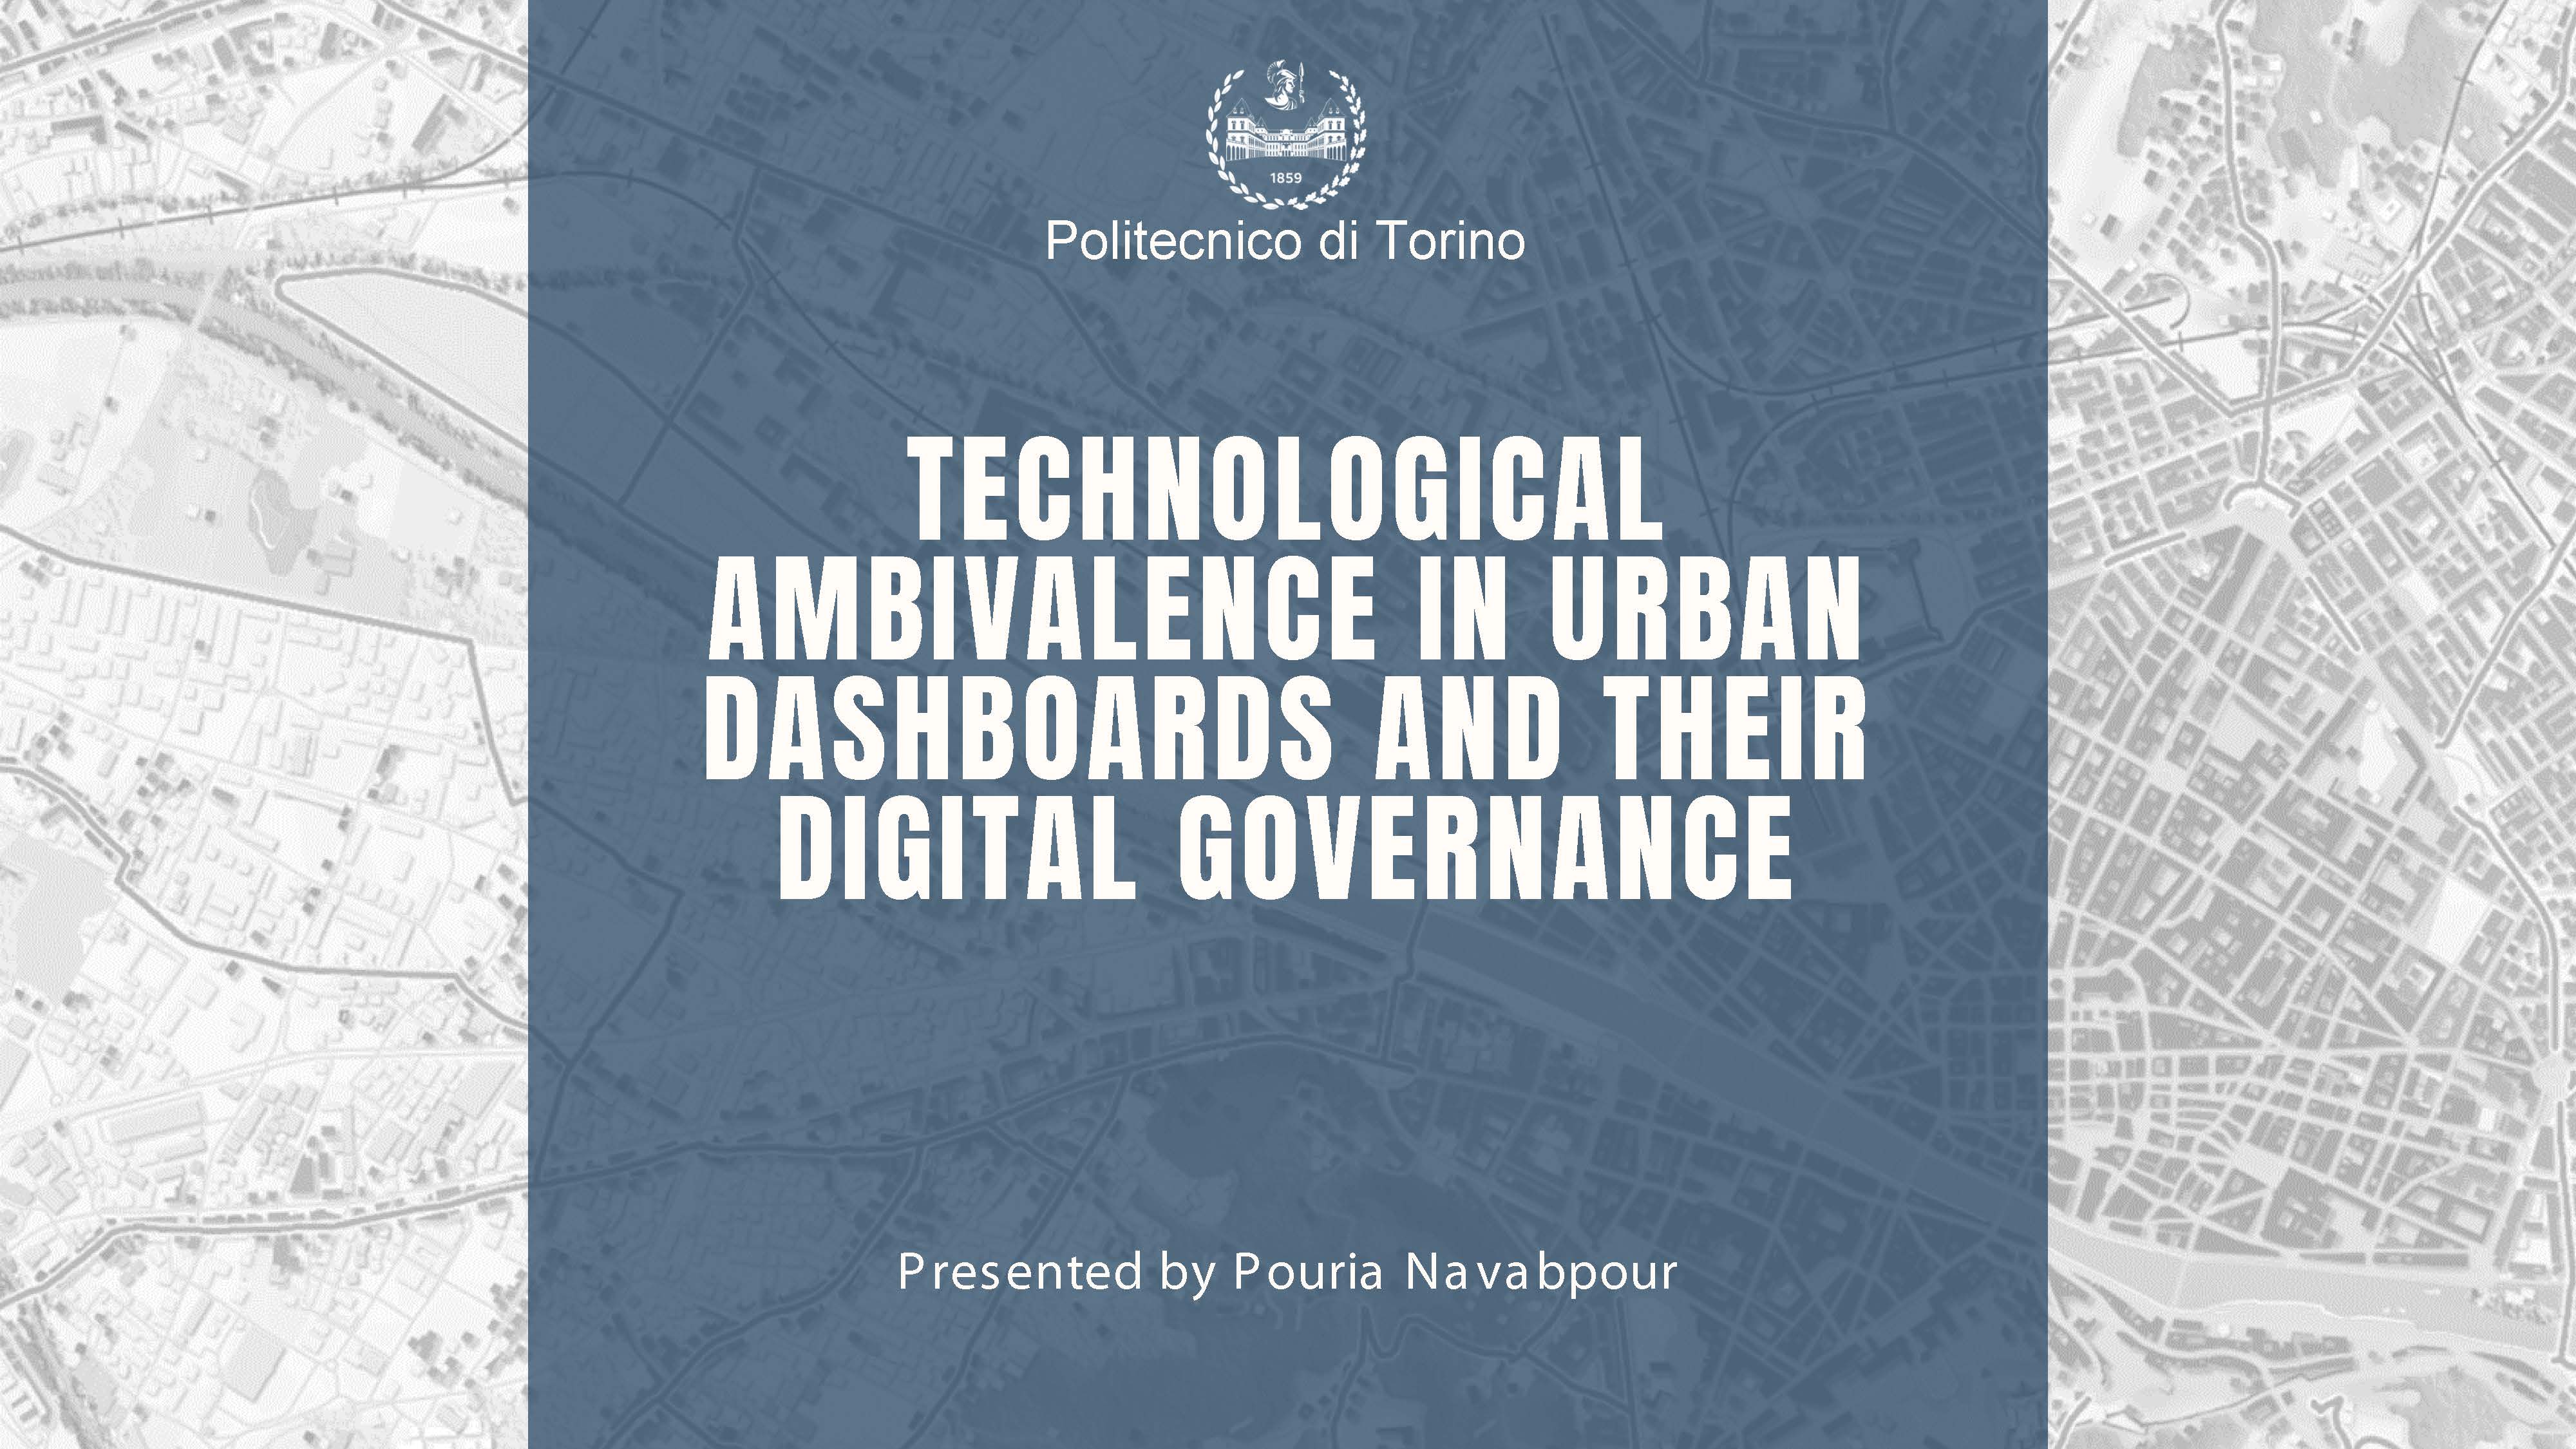 1859
Politecnico di Torino
TECHNOLOGICAL
AMBIVALENCE IN URBAN
DASHBOARDS AND THEIR
DIGITAL GOVERNANCE
Presented by Pouria Navabpour